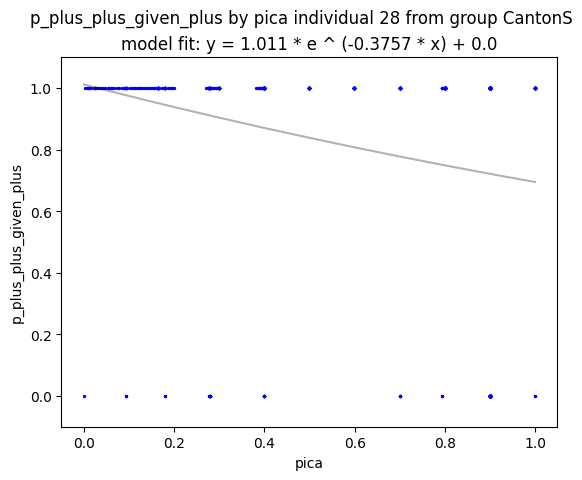 p_plus_plus_given_plus by pica individual 28 from group CantonS
model fit: y = 1.011 * e ^ (-0.3757 * x) + 0.0
1.0
0.8
0.6
0.4
0.2
0.0
p_plus_plus_given_plus
0.0 0.2 0.4 0.6 0.8 1.0
pica